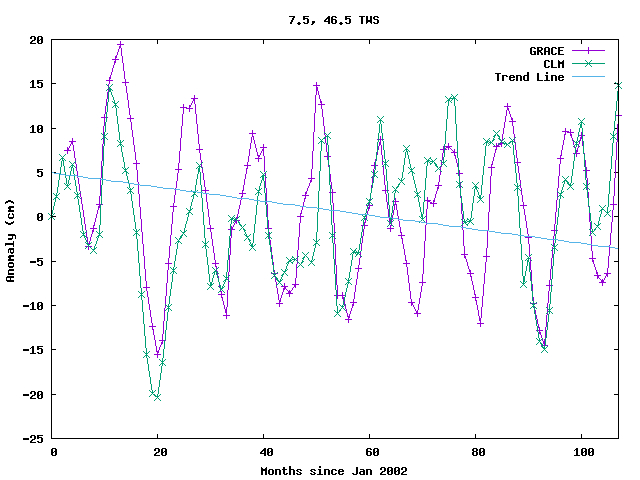 7.5, 46.5 TWS
GRACE
CLM
Trend Line
20
15
10
5
0
-5
-10
-15
-20
-25
Anomaly (cm)
0 20 40 60 80 100
Months since Jan 2002